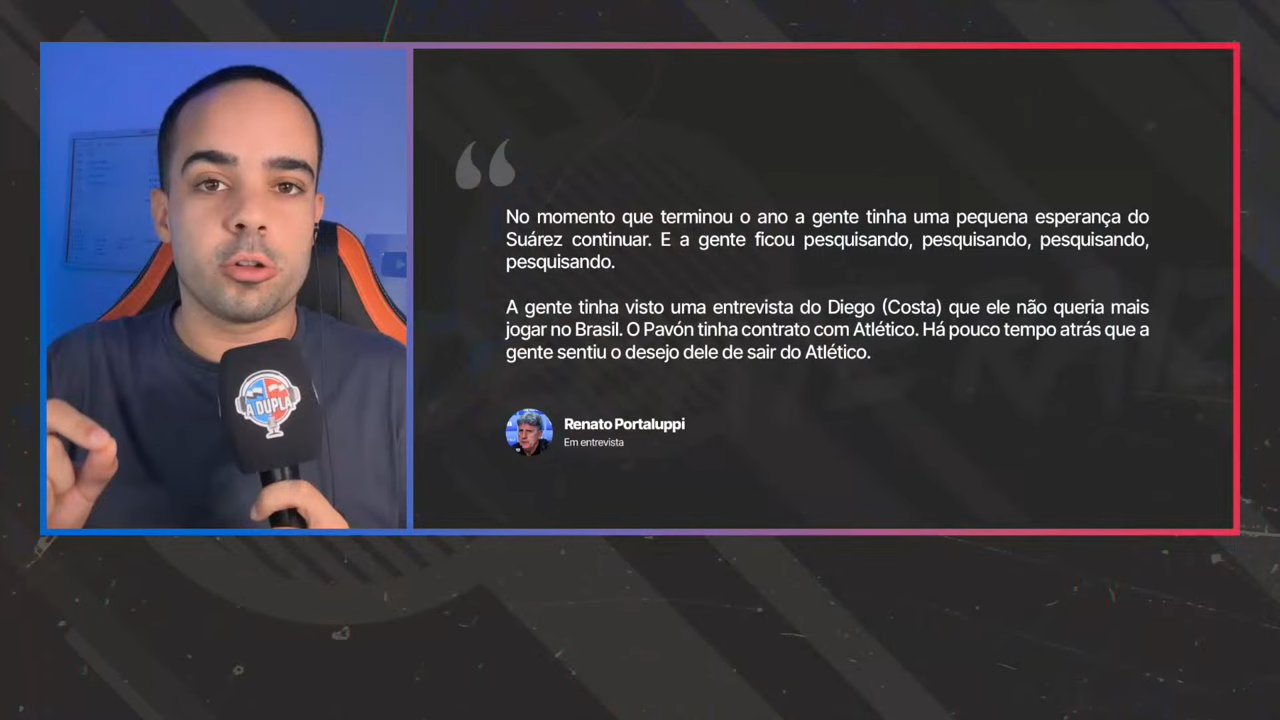 No momento que terminou o ano a gente tinha uma pequena esperança do
Suárez continuar. E a gente ficou pesquisando, pesquisando, pesquisando,
pesquisando.
A gente tinha visto uma entrevista do Diego (Costa) que ele não queria mais
jogar no Brasil. O Pavón tinha contrato com Atlético. Há pouco tempo atrás que a
gente sentiu o desejo dele de sair do Atlético.
Renato Portaluppi
Em entrevista
A DUPLA